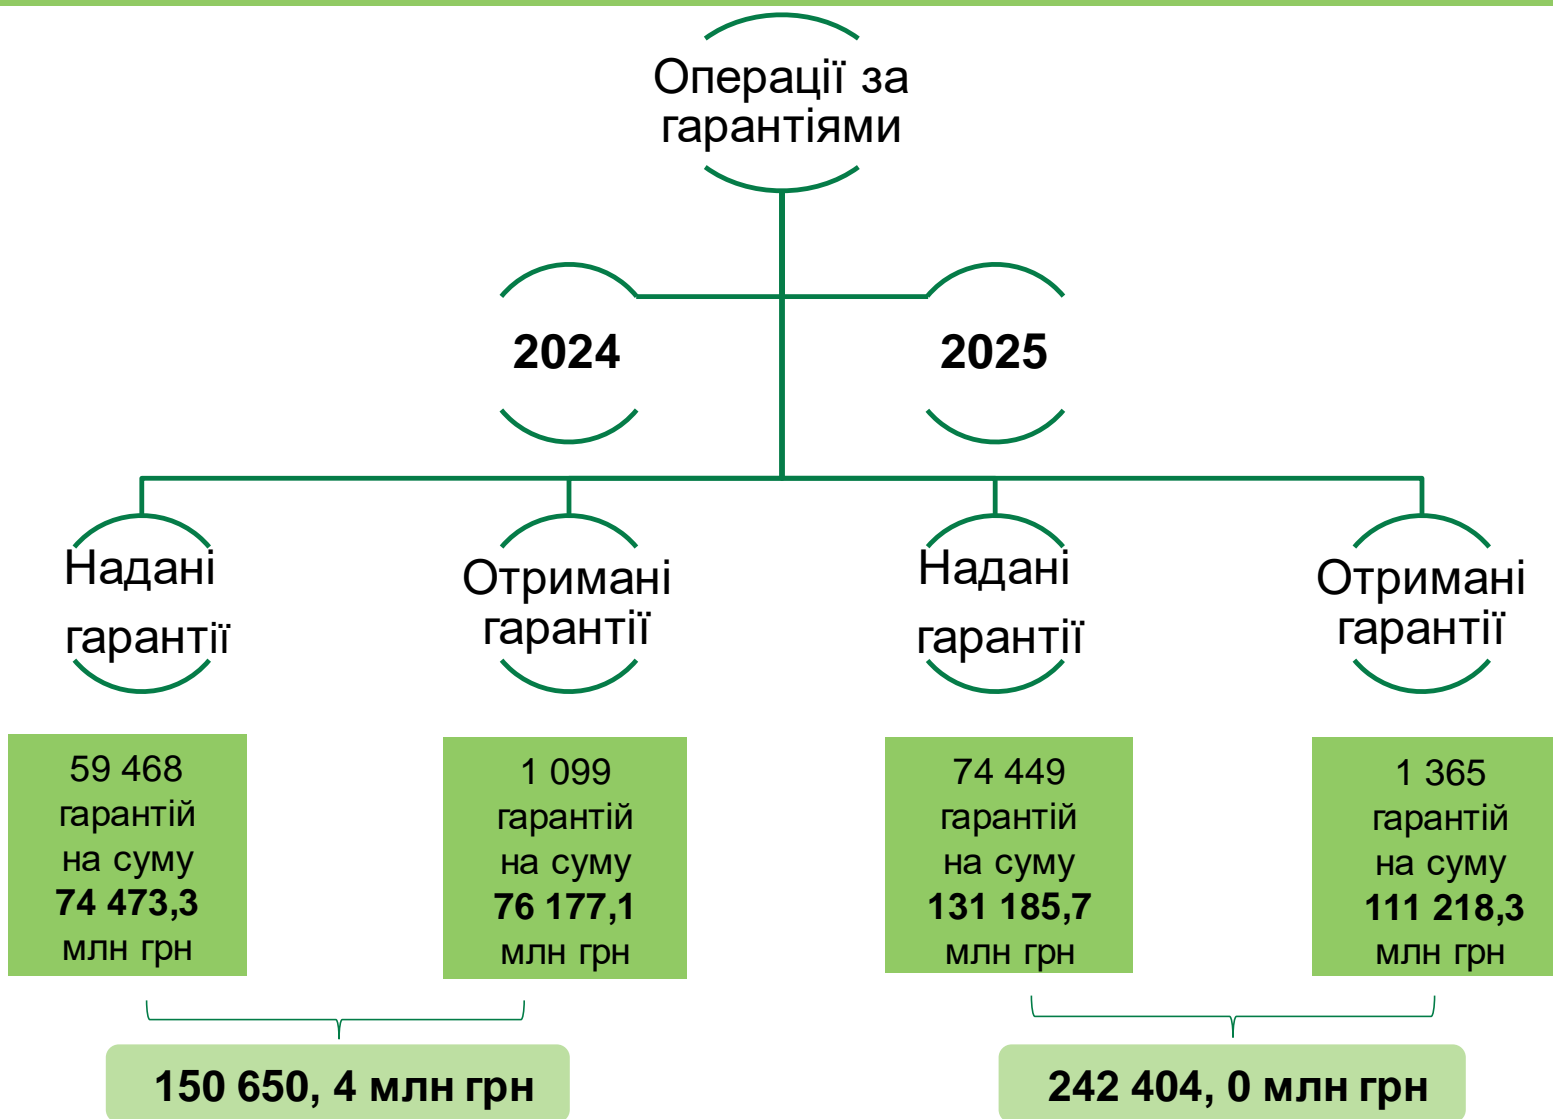 Операції за
гарантіями
2024
2025
Надані
гарантії
Отримані
гарантії
Надані
гарантії
Отримані
гарантії
59 468
гарантій
на суму
74 473,3
млн грн
1 099
гарантій
на суму
76 177,1
млн грн
74 449
гарантій
на суму
131 185,7
млн грн
1 365
гарантій
на суму
111 218,3
млн грн
150 650, 4 млн грн
242 404, 0 млн грн